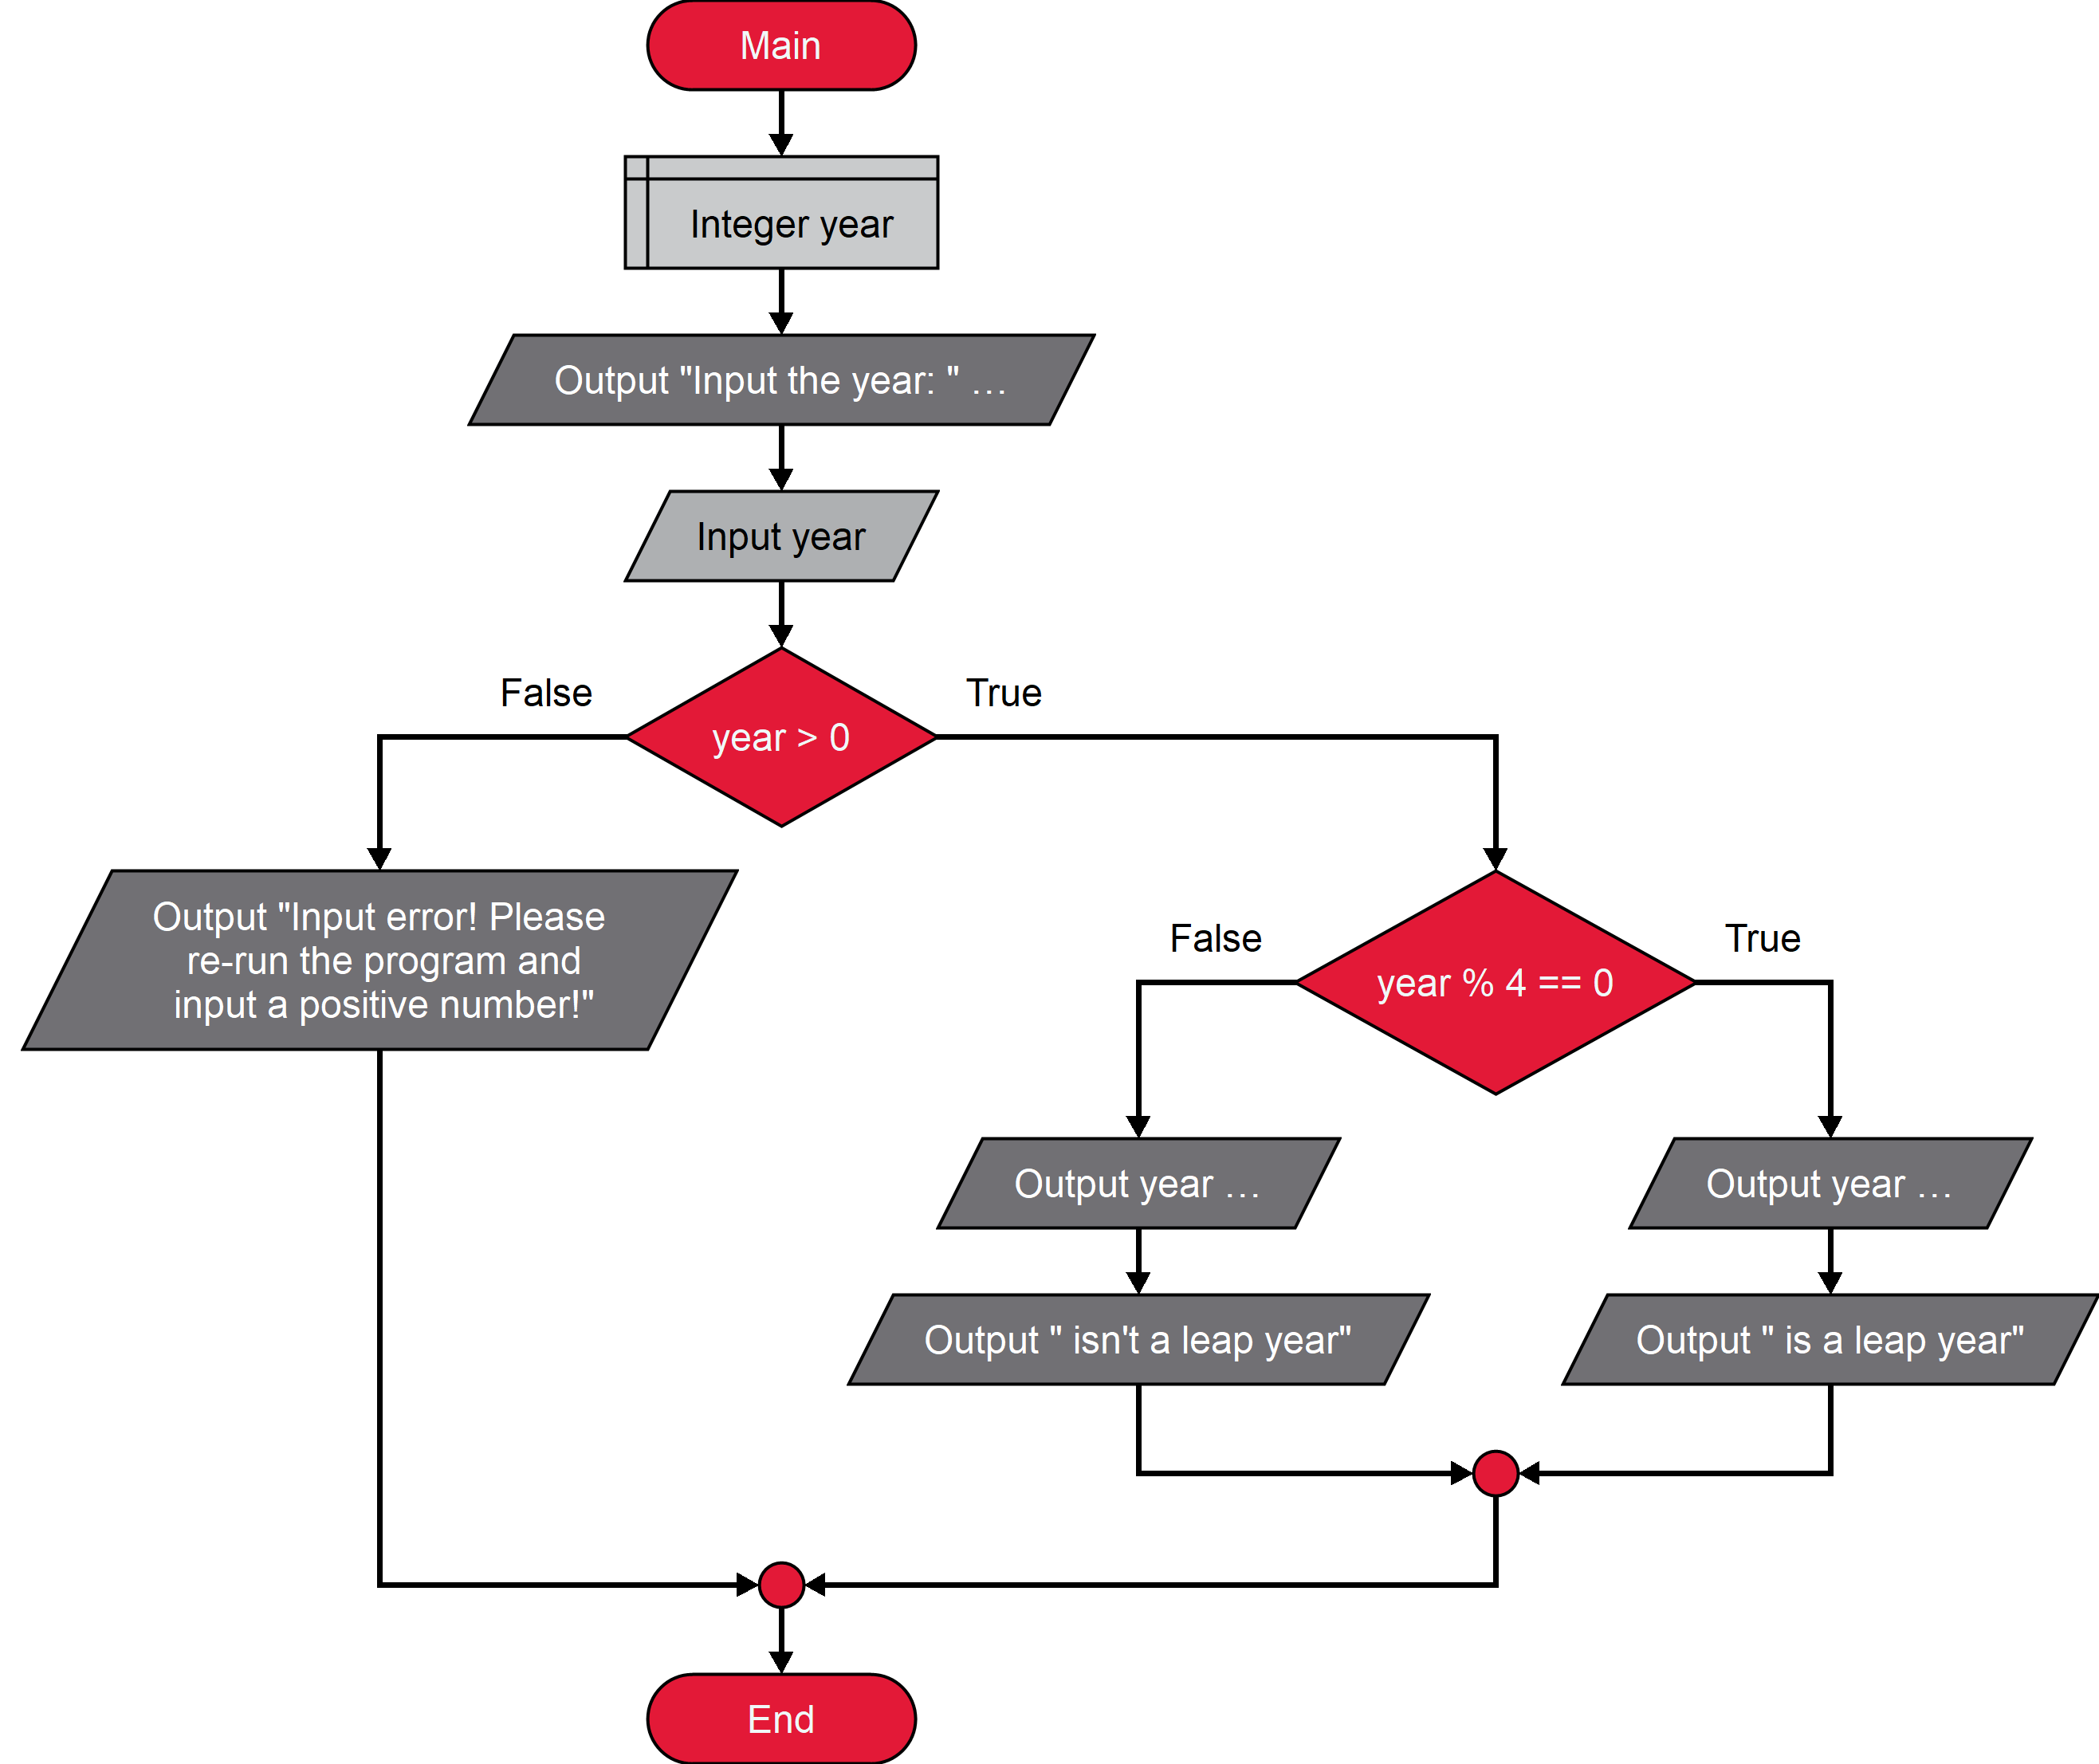 Main
Integer year
Output "Input the year: " …
Input year
False
True
year > 0
Output "Input error! Please
re-run the program and
input a positive number!"
False
True
year % 4 == 0
Output year …
Output year …
Output " isn't a leap year"
Output " is a leap year"
End